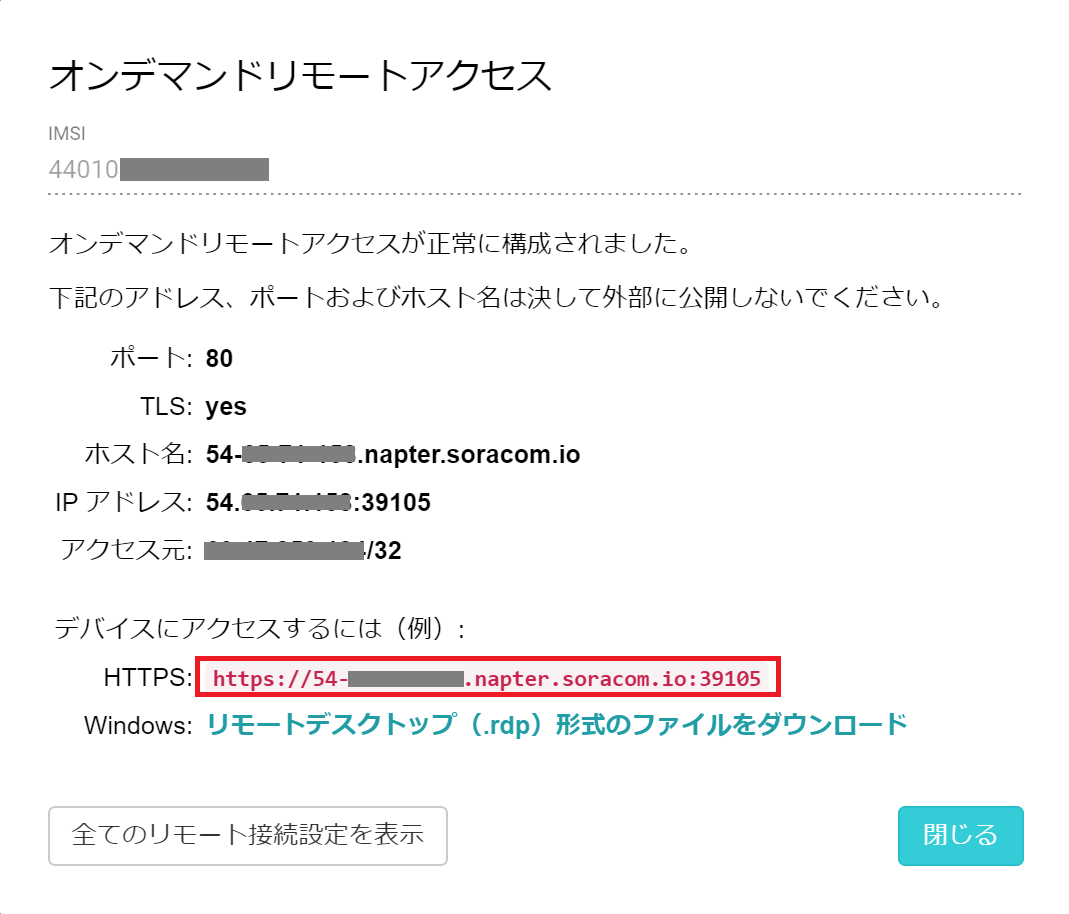 オンデマンドリモートアクセス
IMSI
44010
オンデマンドリモートアクセスが正常に構成されました。
下記のアドレス、ポートおよびホスト名は決して外部に公開しないでください。
ポート: 80
TLS: yes
ホスト名: 54-.napter.soracom.io
IP アドレス: 54.:39105
アクセス元: /32
デバイスにアクセスするには（例）:
HTTPS: https://54-.napter.soracom.io:39105
Windows: リモートデスクトップ（.rdp）形式のファイルをダウンロード
全てのリモート接続設定を表示
閉じる